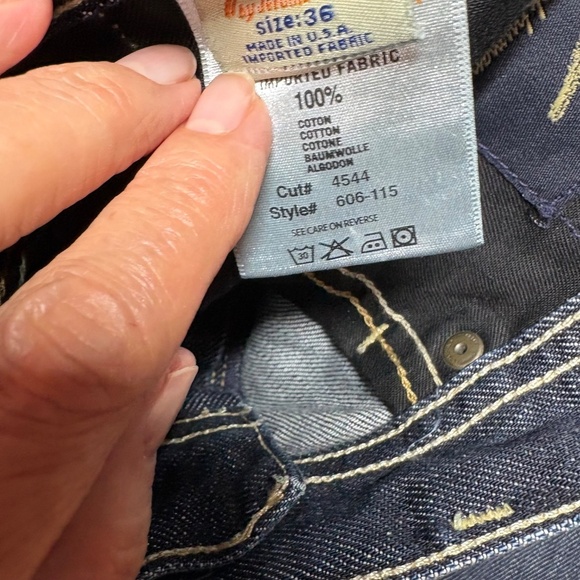 size: 36
MADE IN U.S.A.
IMPORTED FABRIC
IMPORTED FABRIC
100%
COTON
COTTON
COTONE
BAUMWOLLE
ALGODON
Cut# 4544
Style# 606-115
SEE CARE ON REVERSE
30